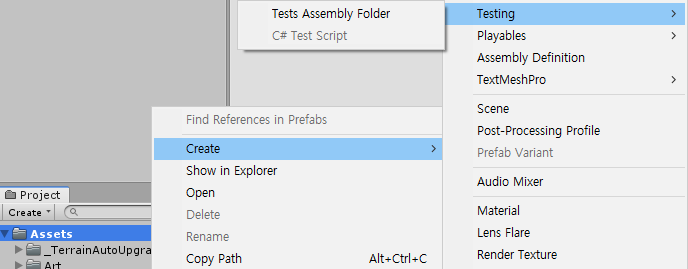 Tests Assembly Folder
C# Test Script
Testing
Playables
Assembly Definition
TextMeshPro
Scene
Post-Processing Profile
Prefab Variant
Audio Mixer
Material
Lens Flare
Render Texture
Find References in Prefabs
Create
Show in Explorer
Open
Delete
Rename
Copy Path Alt+Ctrl+C
Project
Create
Assets
_TerrainAutoUpgra
Art